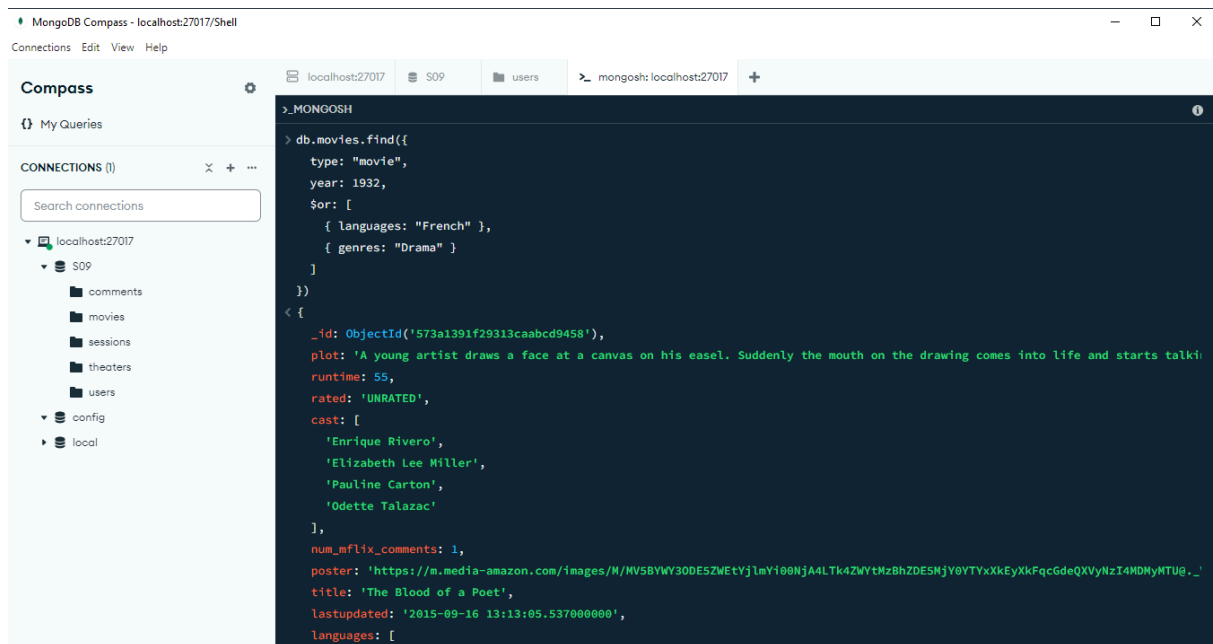 MongoDB Compass - localhost:27017/Shell
Connections Edit View Help
Compass
{} My Queries
CONNECTIONS (1)
Search connections
localhost:27017
S09
comments
movies
sessions
theaters
users
config
local
localhost:27017 S09 users >_ mongosh: localhost:27017
>_MONGOSH
> db.movies.find({
type: "movie",
year: 1932,
$or: [
{ languages: "French" },
{ genres: "Drama" }
]
})
< {
_id: ObjectId('573a1391f29313caabcd9458'),
plot: 'A young artist draws a face at a canvas on his easel. Suddenly the mouth on the drawing comes into life and starts talki
runtime: 55,
rated: 'UNRATED',
cast: [
'Enrique Rivero',
'Elizabeth Lee Miller',
'Pauline Carton',
'Odette Talazac'
],
num_mflix_comments: 1,
poster: 'https://m.media-amazon.com/images/M/MV5BYWY3ODE5ZWEtYjlmYi00NjA4LTk4ZWYtMzBhZDE5MjY0YTYxXkEyXkFqcGdeQXVyNzI4MDMyMTU@._
title: 'The Blood of a Poet',
lastupdated: '2015-09-16 13:13:05.537000000',
languages: [